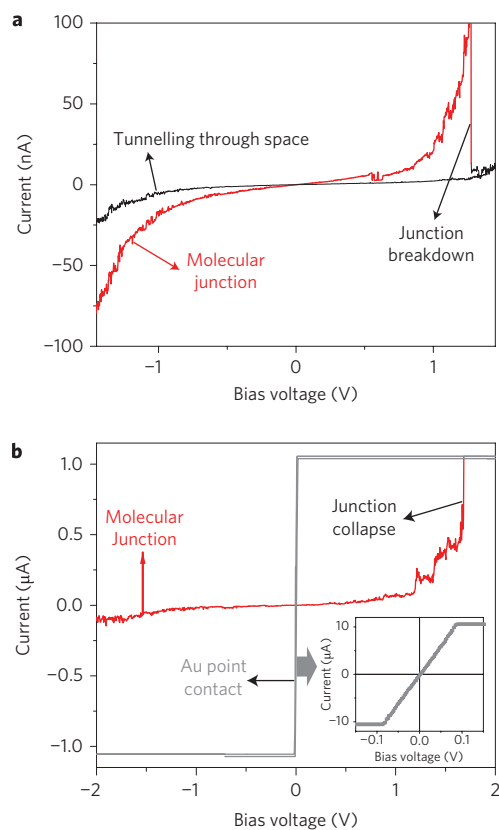 a
100
50
0
−50
−100
Current (nA)
Tunnelling through space
Molecular
junction
Junction
breakdown
−1
0
1
Bias voltage (V)
b
1.0
0.5
0.0
−0.5
−1.0
Current (μA)
Molecular
Junction
Junction
collapse
Au point
contact
10
0
−10
Current (μA)
−0.1
0.0
0.1
Bias voltage (V)
−2
−1
0
1
2
Bias voltage (V)